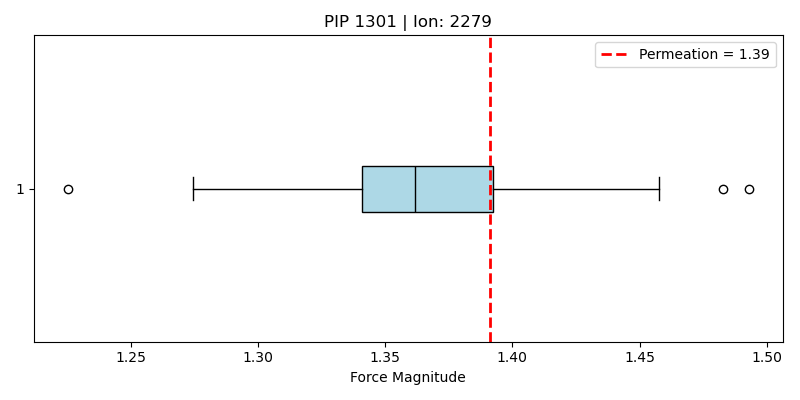 PIP 1301 | Ion: 2279
Permeation = 1.39
1
1.25 1.30 1.35 1.40 1.45 1.50
Force Magnitude